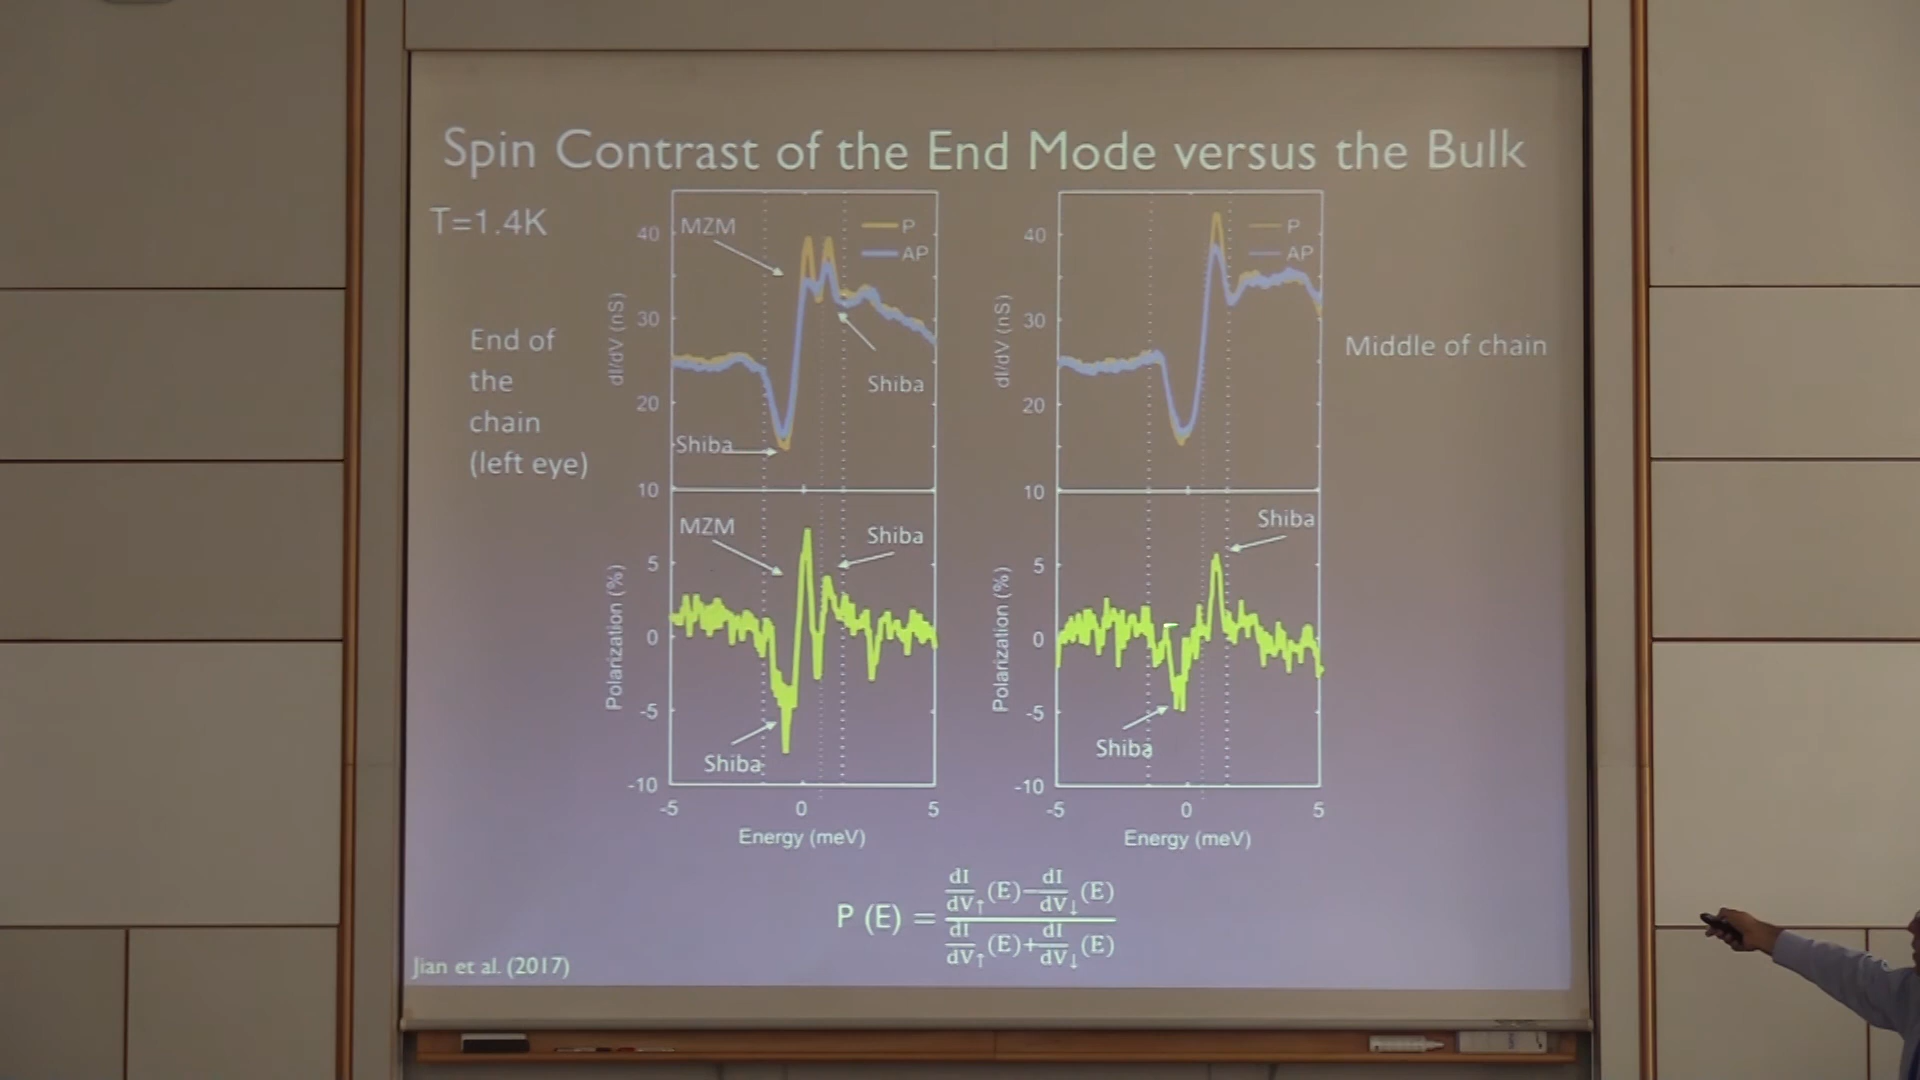 Spin Contrast of the End Mode versus the Bulk
T=1.4K
End of
the
chain
(left eye)
40
30
20
10
dI/dV (nS)
MZM
P
AP
Shiba
Shiba
5
0
-5
-10
Polarization (%)
MZM
Shiba
Shiba
-5
0
5
Energy (meV)
40
30
20
10
dI/dV (nS)
P
AP
Middle of chain
5
0
-5
-10
Polarization (%)
Shiba
Shiba
-5
0
5
Energy (meV)
P (E) = dI/dV↑ (E) − dI/dV↓ (E) / dI/dV↑ (E) + dI/dV↓ (E)
Jian et al. (2017)